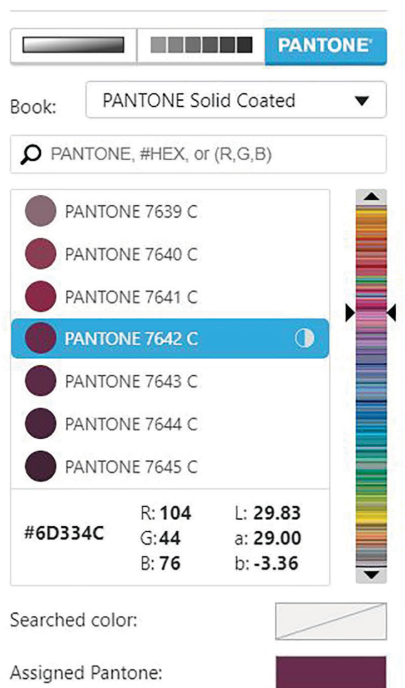 PANTONE®
Book: PANTONE Solid Coated
PANTONE, #HEX, or (R,G,B)
PANTONE 7639 C
PANTONE 7640 C
PANTONE 7641 C
PANTONE 7642 C
PANTONE 7643 C
PANTONE 7644 C
PANTONE 7645 C
#6D334C
R: 104 L: 29.83
G: 44 a: 29.00
B: 76 b: -3.36
Searched color:
Assigned Pantone: